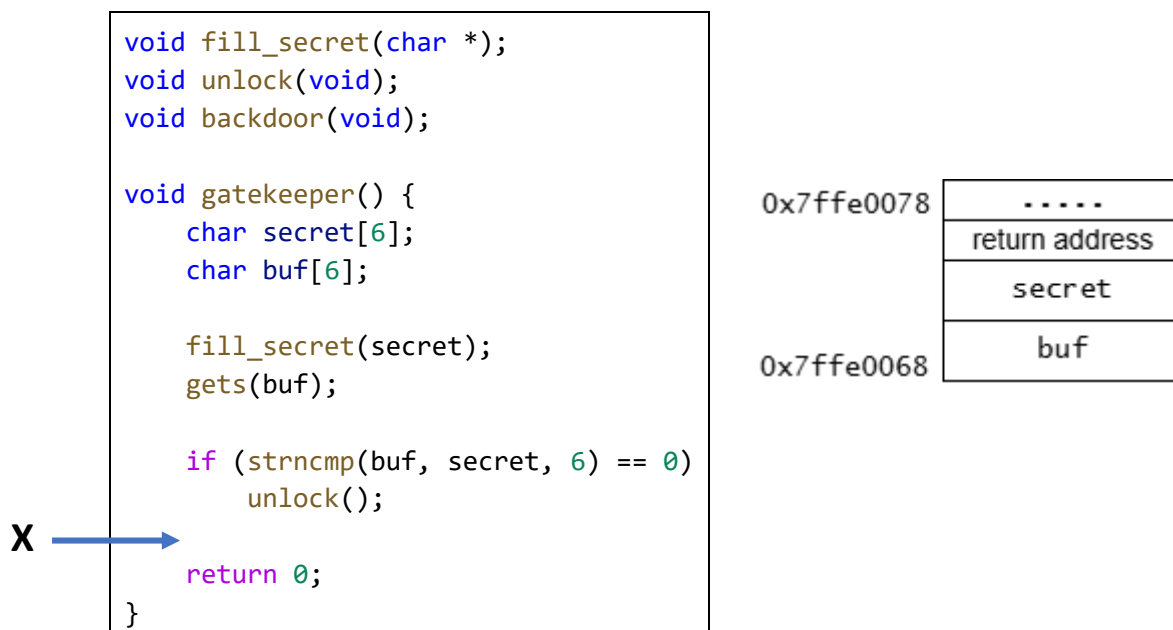 void fill_secret(char *);
void unlock(void);
void backdoor(void);
void gatekeeper() {
    char secret[6];
    char buf[6];
    fill_secret(secret);
    gets(buf);
    if (strncmp(buf, secret, 6) == 0)
        unlock();
X
    return 0;
}
0x7ffe0078 .....
return address
secret
buf
0x7ffe0068